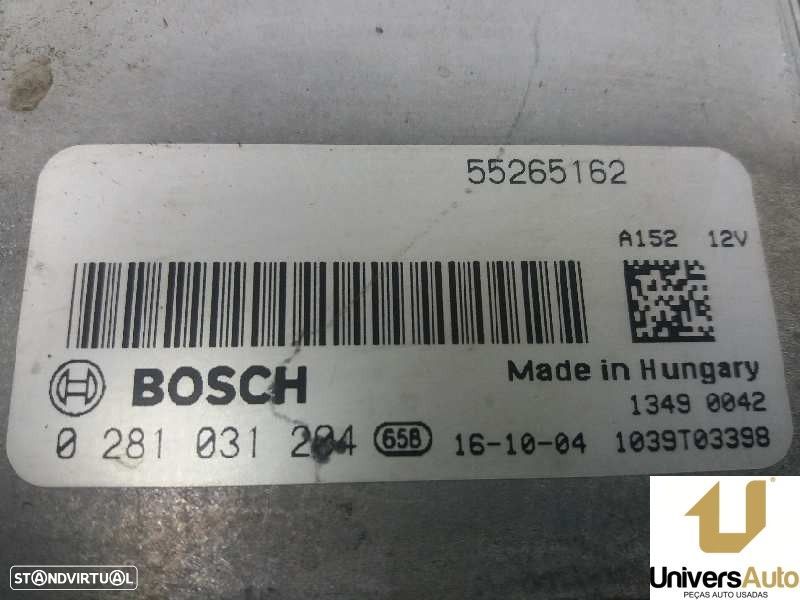 55265162
A152 12V
BOSCH
Made in Hungary
1349 0042
0 281 031 204 658 16-10-04 1039T03398
STANDVIRTUAL
UniversAuto
PEÇAS AUTO USADAS